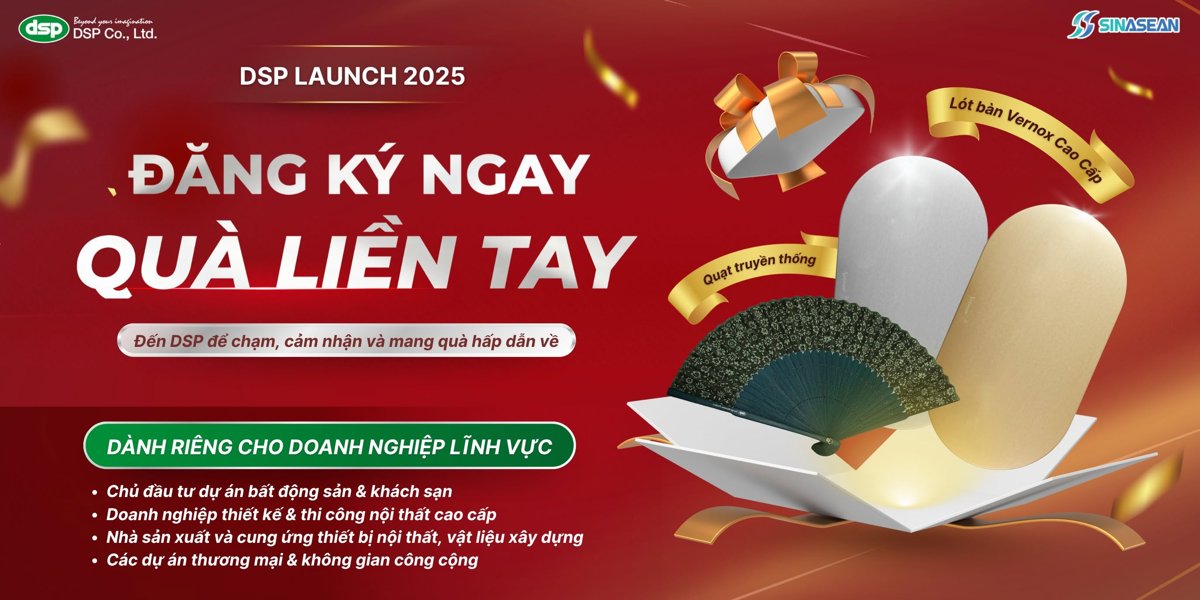 dsp
Beyond your imagination
DSP Co., Ltd.
SINASEAN
DSP LAUNCH 2025
ĐĂNG KÝ NGAY
QUÀ LIỀN TAY
Đến DSP để chạm, cảm nhận và mang quà hấp dẫn về
DÀNH RIÊNG CHO DOANH NGHIỆP LĨNH VỰC
• Chủ đầu tư dự án bất động sản & khách sạn
• Doanh nghiệp thiết kế & thi công nội thất cao cấp
• Nhà sản xuất và cung ứng thiết bị nội thất, vật liệu xây dựng
• Các dự án thương mại & không gian công cộng
Lót bàn Vernox Cao Cấp
Quạt truyền thống